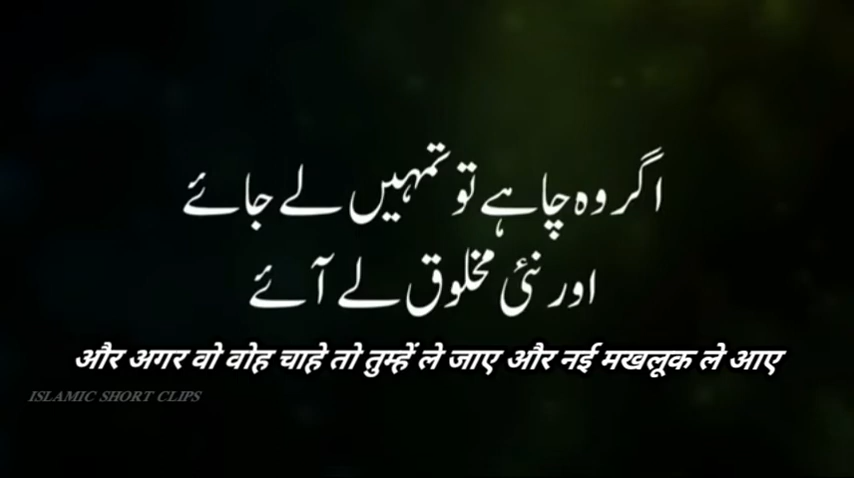 اگر وہ چاہے تو تمہیں لے جائے
اور نئی مخلوق لے آئے
और अगर वो वोह चाहे तो तुम्हें ले जाए और नई मखलूक ले आए
ISLAMIC SHORT CLIPS